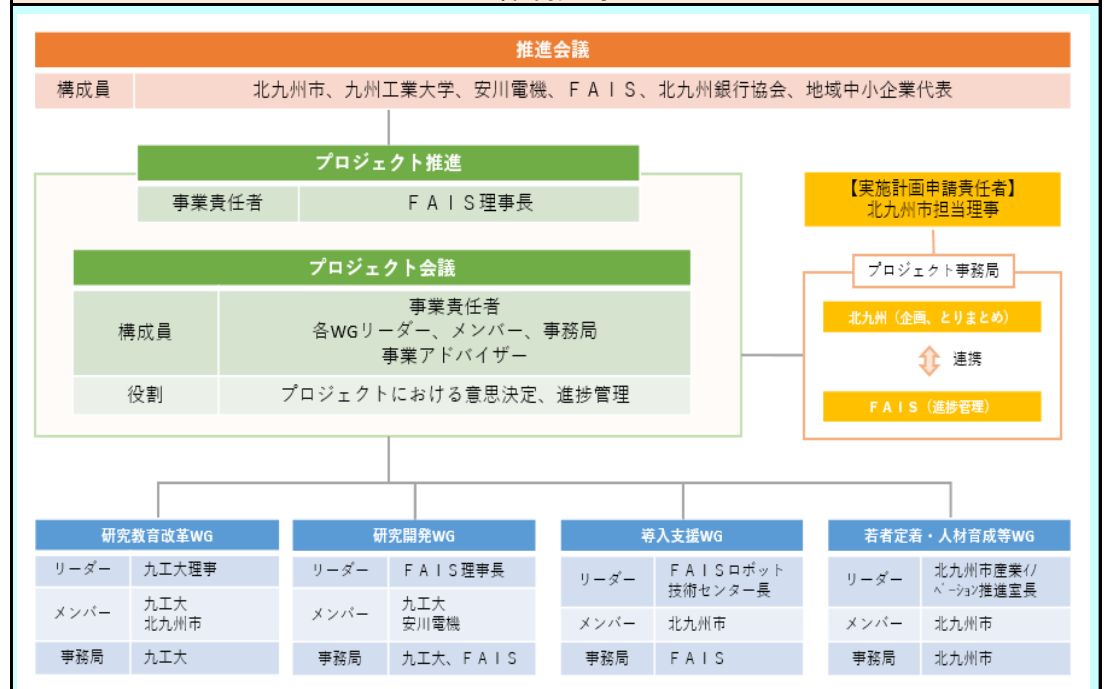 推進会議
構成員 北九州市、九州工業大学、安川電機、ＦＡＩＳ、北九州銀行協会、地域中小企業代表
プロジェクト推進
事業責任者 ＦＡＩＳ理事長
プロジェクト会議
構成員
事業責任者
各WGリーダー、メンバー、事務局
事業アドバイザー
役割 プロジェクトにおける意思決定、進捗管理
【実施計画申請責任者】
北九州市担当理事
プロジェクト事務局
北九州（企画、とりまとめ）
連携
ＦＡＩＳ（進捗管理）
研究教育改革WG
リーダー 九工大理事
メンバー
九工大
北九州市
事務局 九工大
研究開発WG
リーダー ＦＡＩＳ理事長
メンバー
九工大
安川電機
事務局 九工大、ＦＡＩＳ
導入支援WG
リーダー
ＦＡＩＳロボット
技術センター長
メンバー 北九州市
事務局 ＦＡＩＳ
若者定着・人材育成等WG
リーダー
北九州市産業ｲﾉ
ﾍﾞｰｼｮﾝ推進室長
メンバー 北九州市
事務局 北九州市